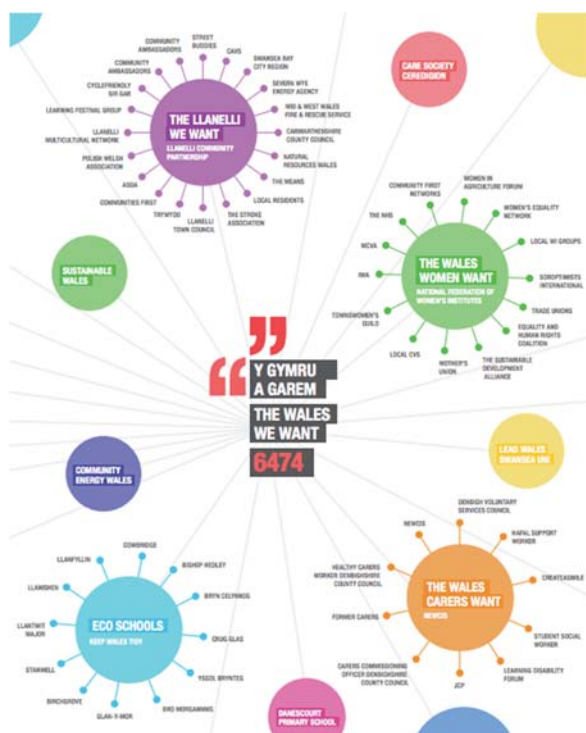 STREET
BUDDIES
CAVS
SWANSEA BAY
CITY REGION
SEVERN WYE
ENERGY AGENCY
MID & WEST WALES
FIRE & RESCUE SERVICE
CARMARTHENSHIRE
COUNTY COUNCIL
NATURAL
RESOURCES WALES
THE MEANS
LOCAL RESIDENTS
THE STROKE
ASSOCIATION
LLANELLI
TOWN COUNCIL
TRYWYDD
COMMUNITIES FIRST
ASDA
POLISH WELSH
ASSOCIATION
LLANELLI
MULTICULTURAL NETWORK
LEARNING FESTIVAL GROUP
CYCLEFRIENDLY
SIR GAR
COMMUNITY
AMBASSADORS
COMMUNITY
AMBASSADORS
THE LLANELLI
WE WANT
LLANELLI COMMUNITY
PARTNERSHIP
CARE SOCIETY
CEREDIGION
WOMEN IN
AGRICULTURE FORUM
WOMEN'S EQUALITY
NETWORK
LOCAL WI GROUPS
SOROPTIMISTS
INTERNATIONAL
TRADE UNIONS
EQUALITY AND
HUMAN RIGHTS
COALITION
THE SUSTAINABLE
DEVELOPMENT
ALLIANCE
MOTHER'S
UNION
LOCAL CVS
TOWNSWOMEN'S
GUILD
WCVA
THE NHS
COMMUNITY FIRST
NETWORKS
THE WALES
WOMEN WANT
NATIONAL FEDERATION OF
WOMEN'S INSTITUTES
SUSTAINABLE
WALES
Y GYMRU
A GAREM
THE WALES
WE WANT
6474
COMMUNITY
ENERGY WALES
LEAD WALES
SWANSEA UNI
COWBRIDGE
BISHOP HEDLEY
BRYN CELYNNOG
CRUG GLAS
YSGOL BRYNTEG
BRO MORGANNWG
GLAN-Y-MOR
BIRCHGROVE
STANWELL
LLANTWIT
MAJOR
LLANISHEN
LLANFYLLIN
ECO SCHOOLS
KEEP WALES TIDY
DENBIGH VOLUNTARY
SERVICES COUNCIL
HAFAL SUPPORT
WORKER
CREATEASMILE
STUDENT SOCIAL
WORKER
LEARNING DISABILITY
FORUM
JCP
CARERS COMMISSIONING
OFFICER DENBIGHSHIRE
COUNTY COUNCIL
FORMER CARERS
HEALTHY CARERS
WORKER DENBIGHSHIRE
COUNTY COUNCIL
NEWCIS
THE WALES
CARERS WANT
NEWCIS
DANESCOURT
PRIMARY SCHOOL